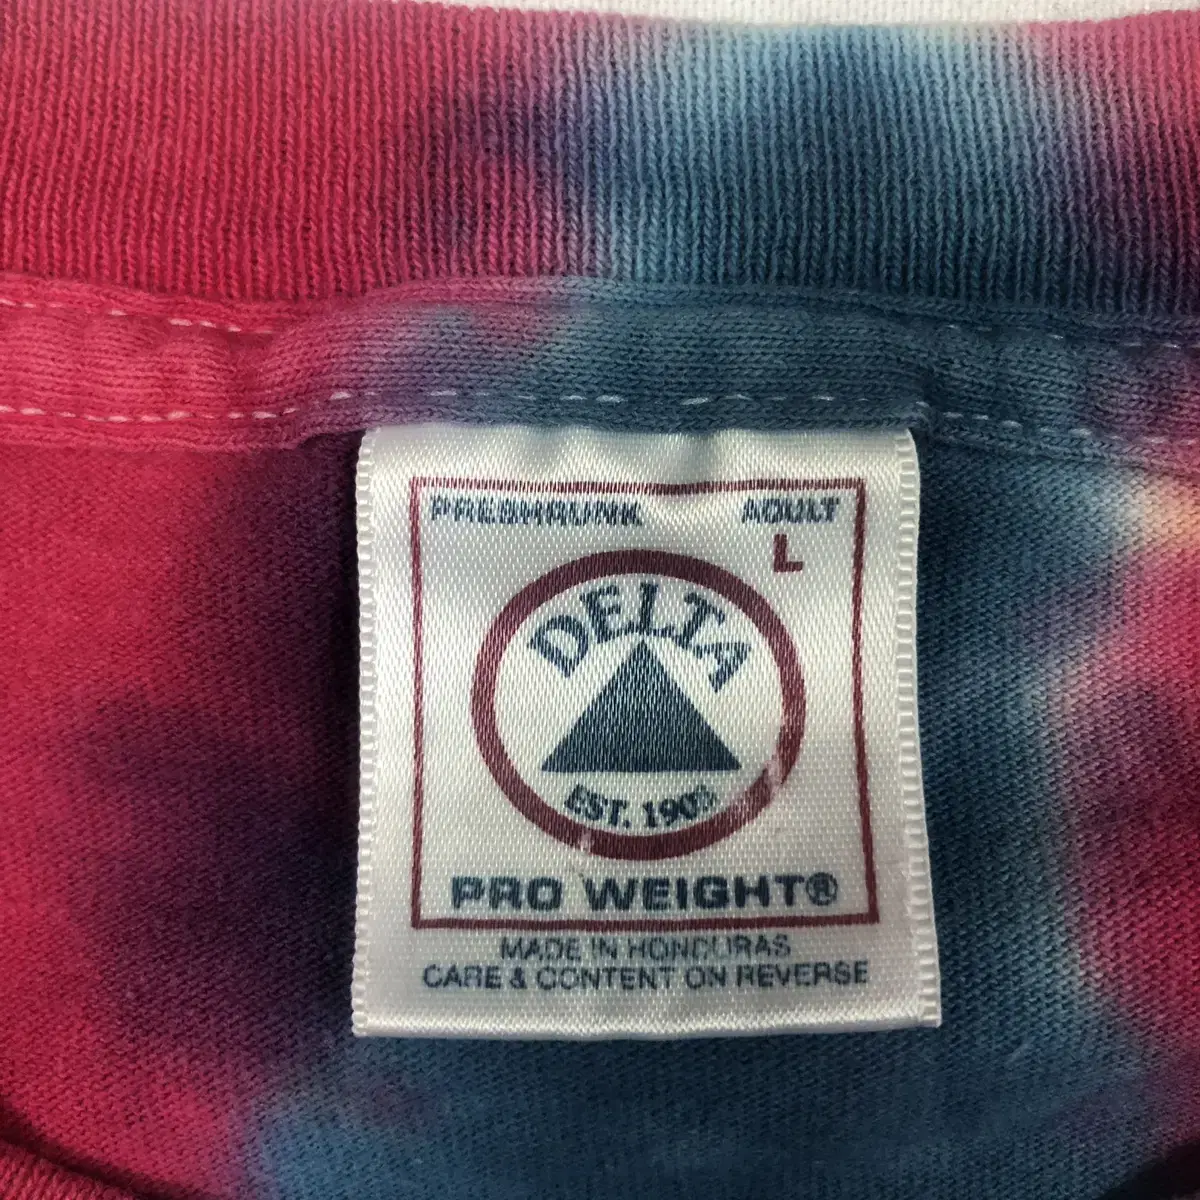 PRESHRUNK ADULT
L
DELTA
EST. 1903
PRO WEIGHT®
MADE IN HONDURAS
CARE & CONTENT ON REVERSE